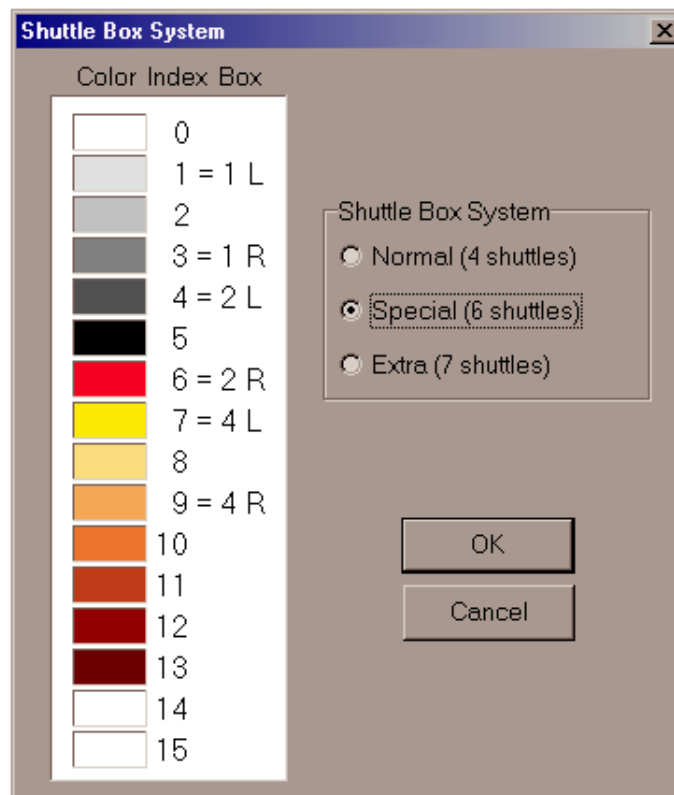 Shuttle Box System
Color Index Box
0
1 = 1 L
2
3 = 1 R
4 = 2 L
5
6 = 2 R
7 = 4 L
8
9 = 4 R
10
11
12
13
14
15
Shuttle Box System
Normal (4 shuttles)
Special (6 shuttles)
Extra (7 shuttles)
OK
Cancel